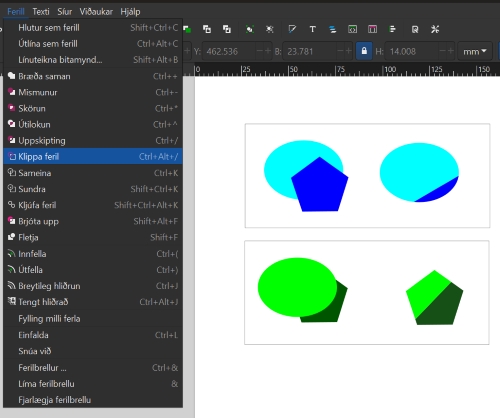 Ferill Texti Síur Viðaukar Hjálp
Hlutur sem ferill Shift+Ctrl+C
Útlína sem ferill Ctrl+Alt+C
Línuteikna bitamynd... Shift+Alt+B
Bræða saman Ctrl++
Mismunur Ctrl+-
Skörun Ctrl+*
Útilokun Ctrl+^
Uppskipting Ctrl+/
Klippa feril Ctrl+Alt+/
Sameina Ctrl+K
Sundra Shift+Ctrl+K
Kljúfa feril Shift+Ctrl+Alt+K
Brjóta upp Shift+Alt+F
Fletja Shift+F
Innfella Ctrl+(
Útfella Ctrl+)
Breytileg hliðrun Ctrl+J
Tengt hliðrað Ctrl+Alt+J
Fylling milli ferla
Einfalda Ctrl+L
Snúa við
Ferilbrellur ... Ctrl+&
Líma ferilbrellu &
Fjarlægja ferilbrellu
Y: 462.536 B: 23.781 H: 14.008 mm
0 25 50 75 100 125 150